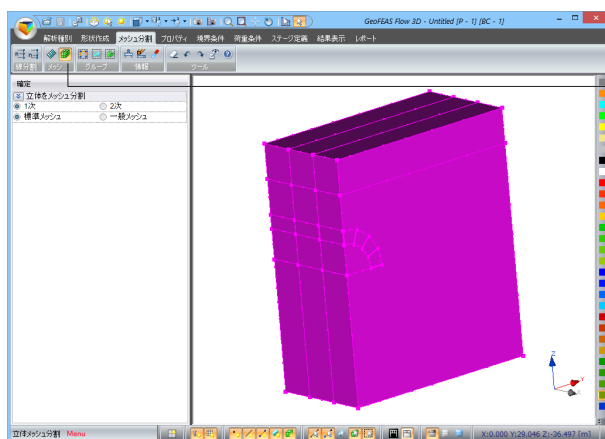 GeoFEAS Flow 3D - Untitled [P - 1] [BC - 1]
解析種別 形状作成 メッシュ分割 プロパティ 境界条件 荷重条件 ステージ定義 結果表示 レポート
線分割 メッシュ グループ 情報 ツール
確定
立体をメッシュ分割
1次 2次
標準メッシュ 一般メッシュ
Z
Y
立体メッシュ分割 Menu
X:0.000 Y:29.046 Z:-36.497 [m]